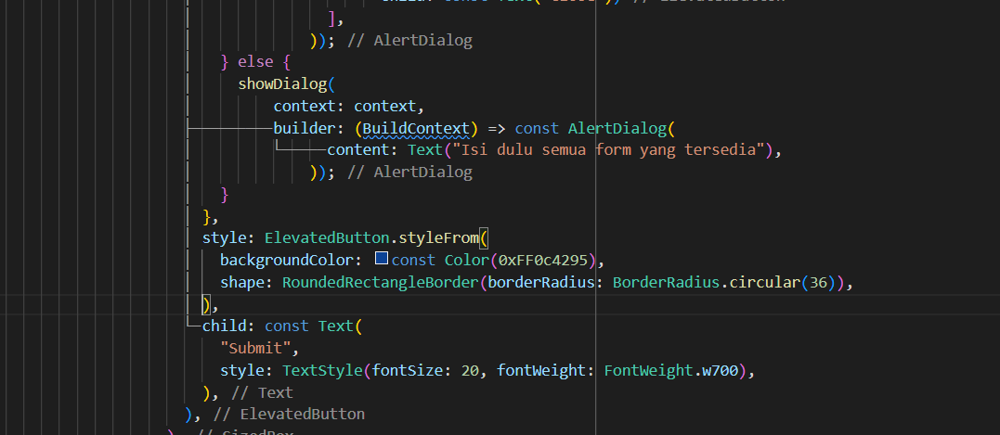 ],
)); // AlertDialog
} else {
showDialog(
context: context,
builder: (BuildContext) => const AlertDialog(
content: Text("Isi dulu semua form yang tersedia"),
)); // AlertDialog
}
},
style: ElevatedButton.styleFrom(
backgroundColor: const Color(0xFF0c4295),
shape: RoundedRectangleBorder(borderRadius: BorderRadius.circular(36)),
),
child: const Text(
"Submit",
style: TextStyle(fontSize: 20, fontWeight: FontWeight.w700),
), // Text
), // ElevatedButton
), // SizedBox